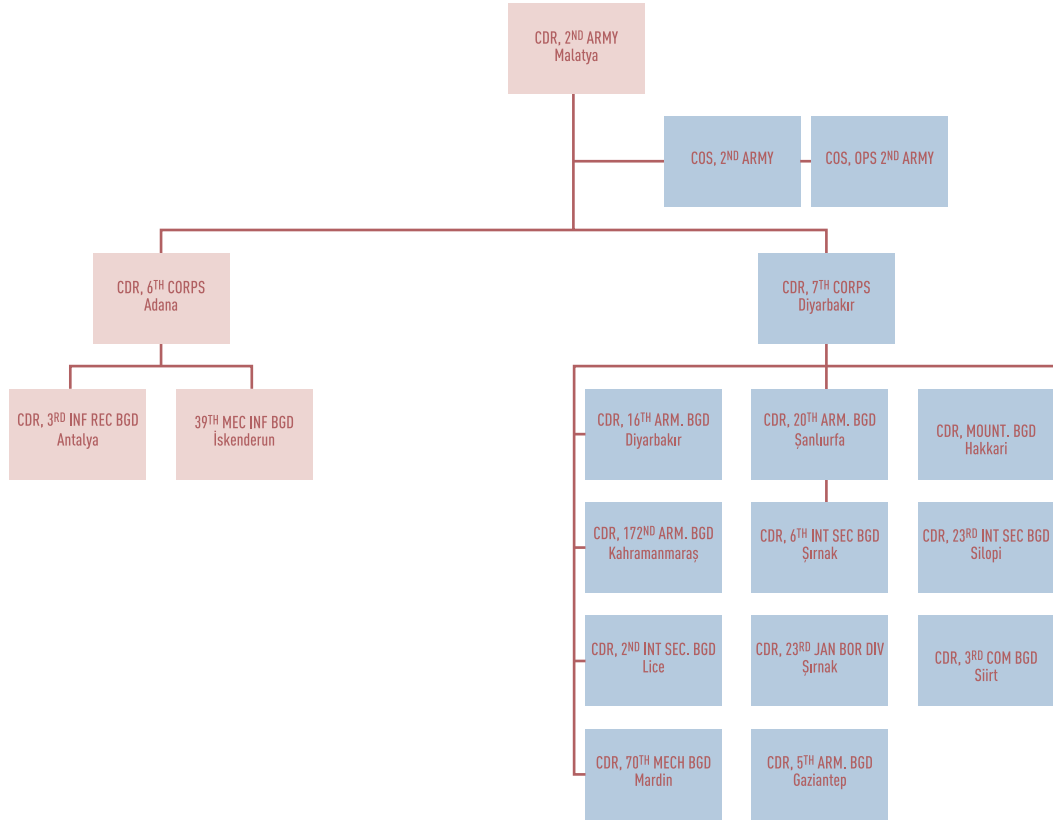 CDR, 2ND ARMY
Malatya
COS, 2ND ARMY
COS, OPS 2ND ARMY
CDR, 6TH CORPS
Adana
CDR, 7TH CORPS
Diyarbakır
CDR, 3RD INF REC BGD
Antalya
39TH MEC INF BGD
İskenderun
CDR, 16TH ARM. BGD
Diyarbakır
CDR, 20TH ARM. BGD
Şanlıurfa
CDR, MOUNT. BGD
Hakkari
CDR, 172ND ARM. BGD
Kahramanmaraş
CDR, 6TH INT SEC BGD
Şırnak
CDR, 23RD INT SEC BGD
Silopi
CDR, 2ND INT SEC. BGD
Lice
CDR, 23RD JAN BOR DİV
Şırnak
CDR, 3RD COM BGD
Siirt
CDR, 70TH MECH BGD
Mardin
CDR, 5TH ARM. BGD
Gaziantep